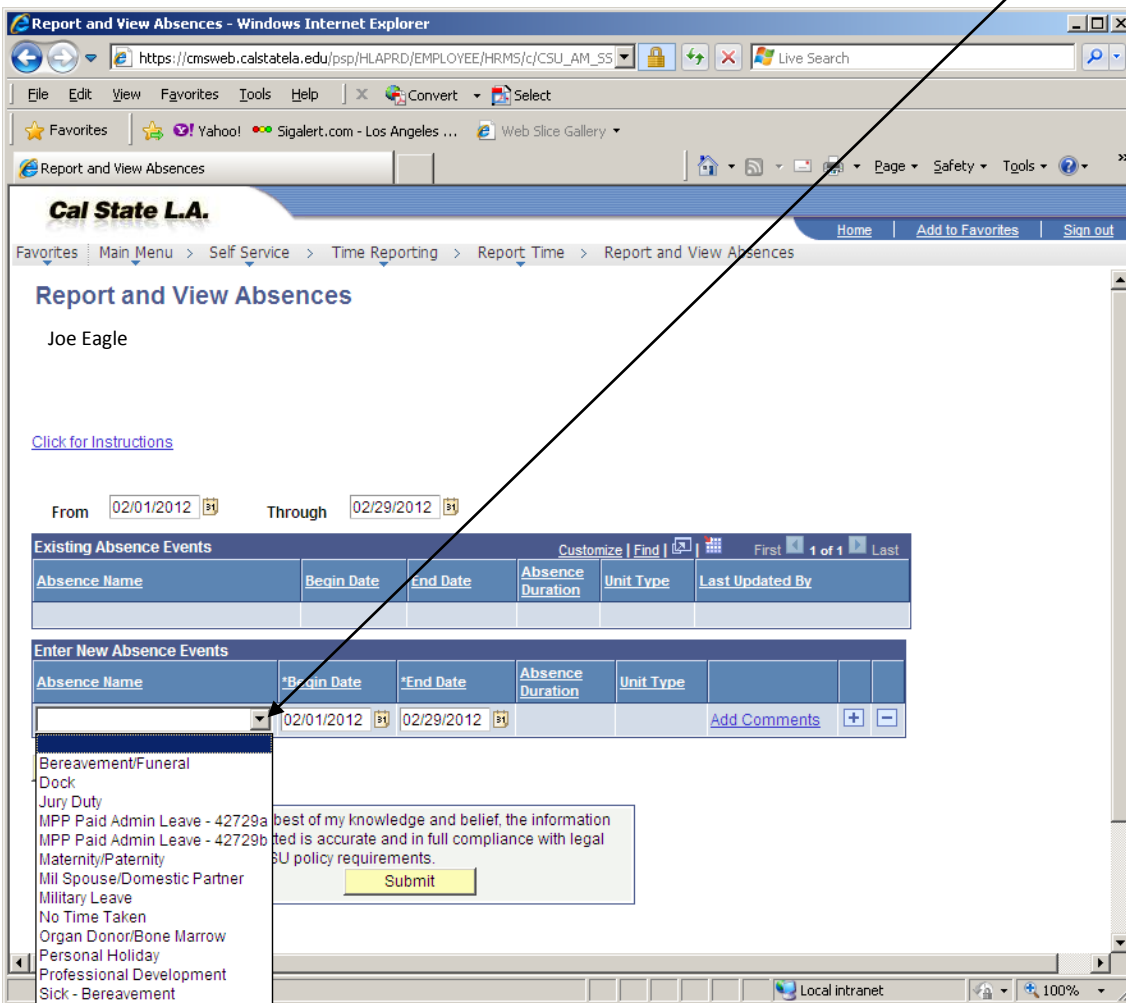 Report and View Absences - Windows Internet Explorer
https://cmsweb.calstatela.edu/psp/HLAPRD/EMPLOYEE/HRMS/c/CSU_AM_SS
Live Search
File Edit View Favorites Tools Help Convert Select
Favorites Yahoo! Sigalert.com - Los Angeles ... Web Slice Gallery
Report and View Absences Page Safety Tools »
Cal State L.A.
Home | Add to Favorites | Sign out
Favorites Main Menu > Self Service > Time Reporting > Report Time > Report and View Absences
Report and View Absences
Joe Eagle
Click for Instructions
From 02/01/2012 31 Through 02/29/2012 31
Existing Absence Events Customize | Find | First 1 of 1 Last
Absence Name Begin Date End Date Absence Duration Unit Type Last Updated By
Enter New Absence Events
Absence Name *Begin Date *End Date Absence Duration Unit Type
02/01/2012 31 02/29/2012 31 Add Comments + -
Bereavement/Funeral
Dock
Jury Duty
MPP Paid Admin Leave - 42729a best of my knowledge and belief, the information
MPP Paid Admin Leave - 42729b tted is accurate and in full compliance with legal
Maternity/Paternity SU policy requirements.
Mil Spouse/Domestic Partner Submit
Military Leave
No Time Taken
Organ Donor/Bone Marrow
Personal Holiday
Professional Development
Sick - Bereavement
Local intranet 100%